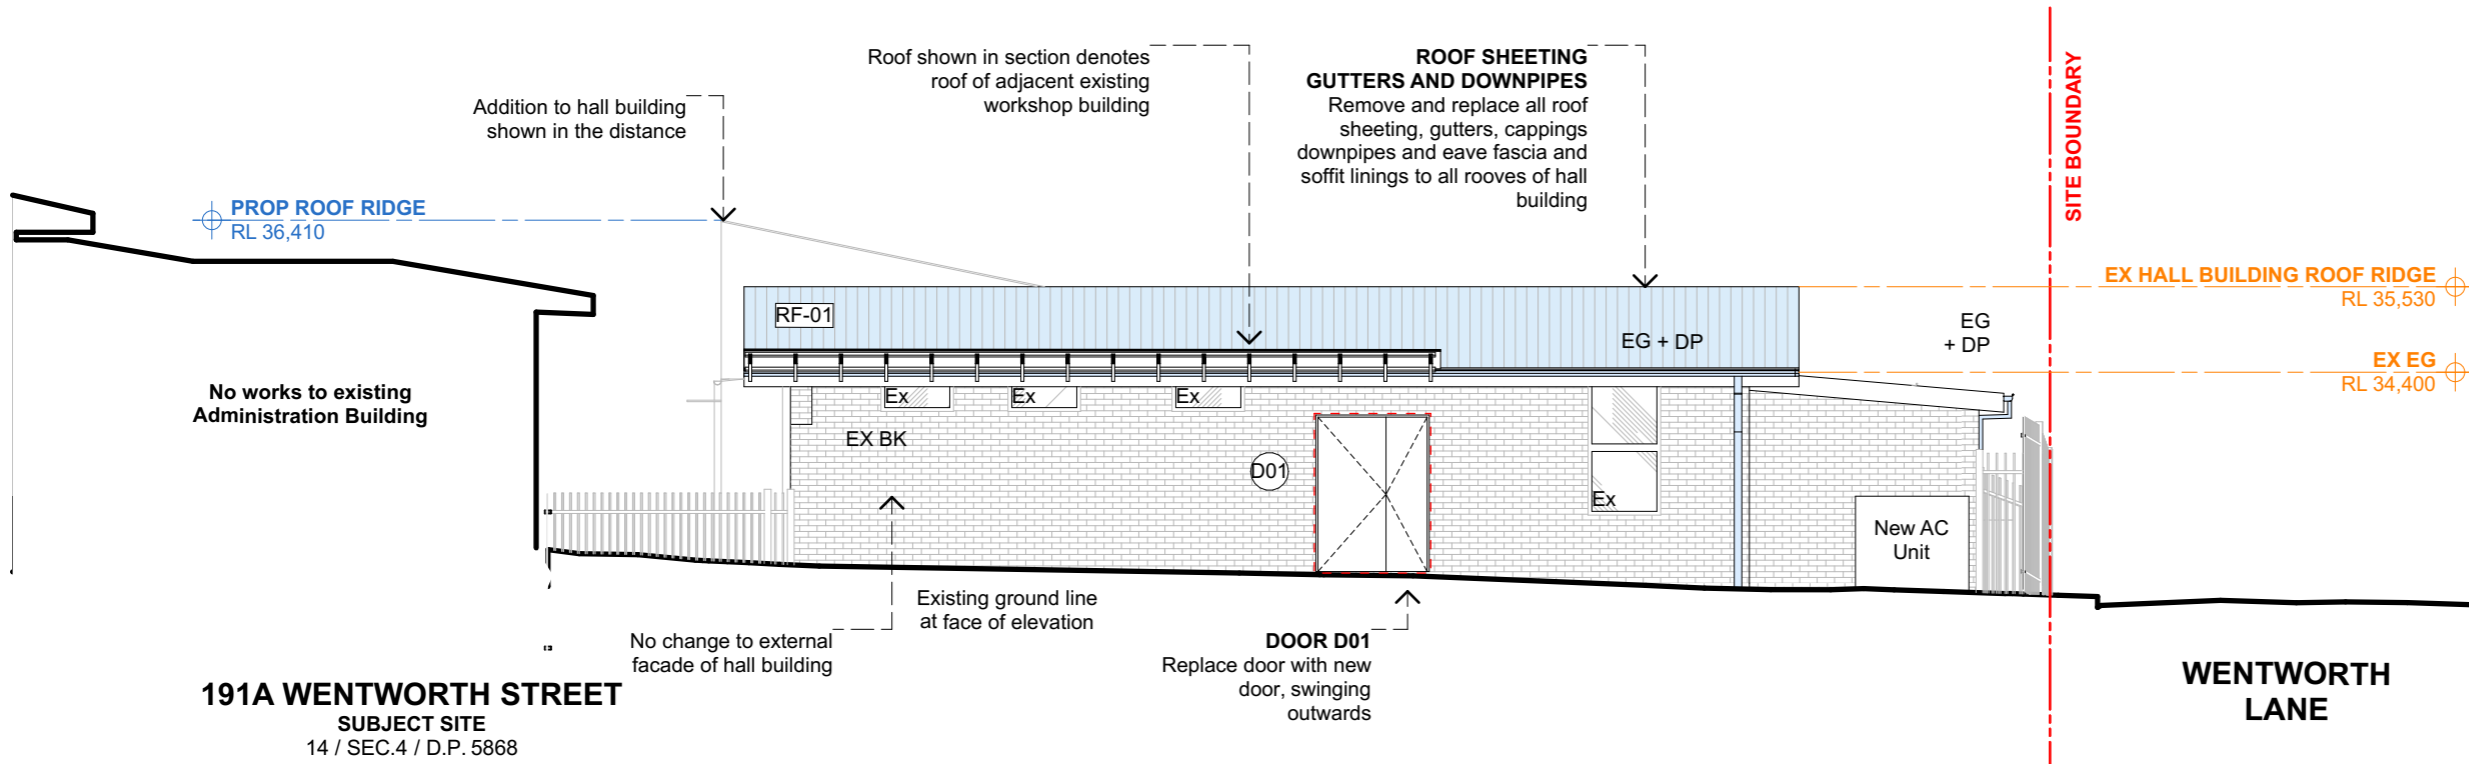 Addition to hall building
shown in the distance
Roof shown in section denotes
roof of adjacent existing
workshop building
ROOF SHEETING
GUTTERS AND DOWNPIPES
Remove and replace all roof
sheeting, gutters, cappings
downpipes and eave fascia and
soffit linings to all rooves of hall
building
SITE BOUNDARY
PROP ROOF RIDGE
RL 36,410
EX HALL BUILDING ROOF RIDGE
RL 35,530
RF-01
EG + DP
EG
+ DP
EX EG
RL 34,400
No works to existing
Administration Building
Ex
Ex
Ex
EX BK
D01
Ex
New AC
Unit
Existing ground line
at face of elevation
No change to external
facade of hall building
DOOR D01
Replace door with new
door, swinging
outwards
191A WENTWORTH STREET
SUBJECT SITE
14 / SEC.4 / D.P. 5868
WENTWORTH
LANE